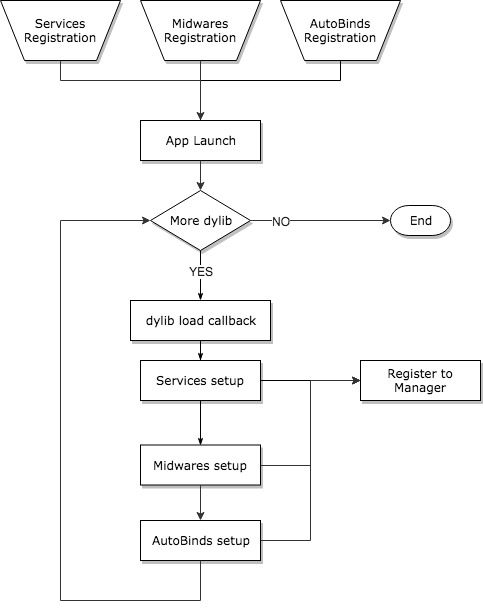 Services
Registration
Midwares
Registration
AutoBinds
Registration
App Launch
More dylib
NO
End
YES
dylib load callback
Services setup
Register to
Manager
Midwares setup
AutoBinds setup